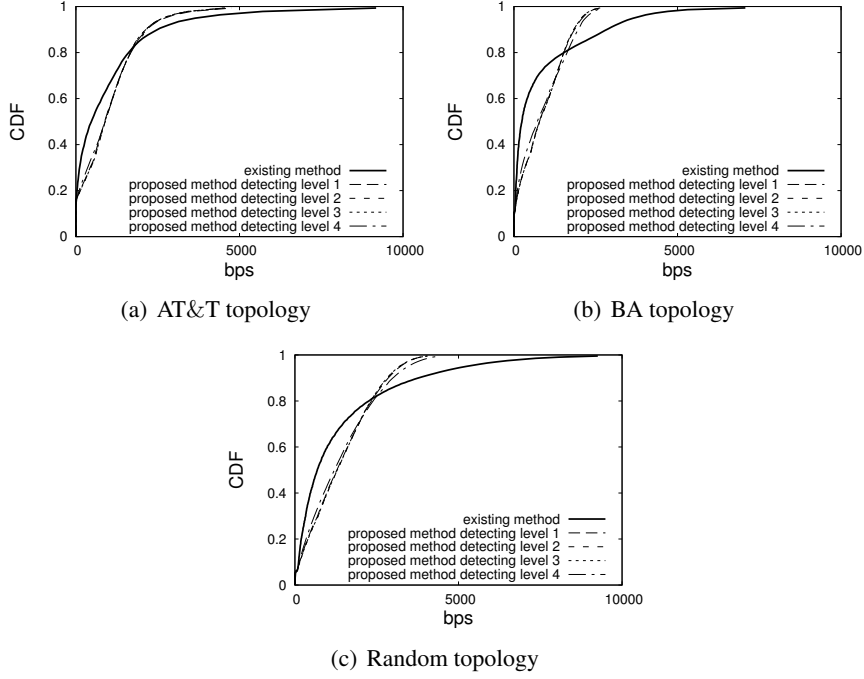 1
0.8
0.6
0.4
0.2
0
CDF
existing method
proposed method detecting level 1
proposed method detecting level 2
proposed method detecting level 3
proposed method detecting level 4
0 5000 10000
bps
(a) AT&T topology
1
0.8
0.6
0.4
0.2
0
CDF
existing method
proposed method detecting level 1
proposed method detecting level 2
proposed method detecting level 3
proposed method detecting level 4
0 5000 10000
bps
(b) BA topology
1
0.8
0.6
0.4
0.2
0
CDF
existing method
proposed method detecting level 1
proposed method detecting level 2
proposed method detecting level 3
proposed method detecting level 4
0 5000 10000
bps
(c) Random topology